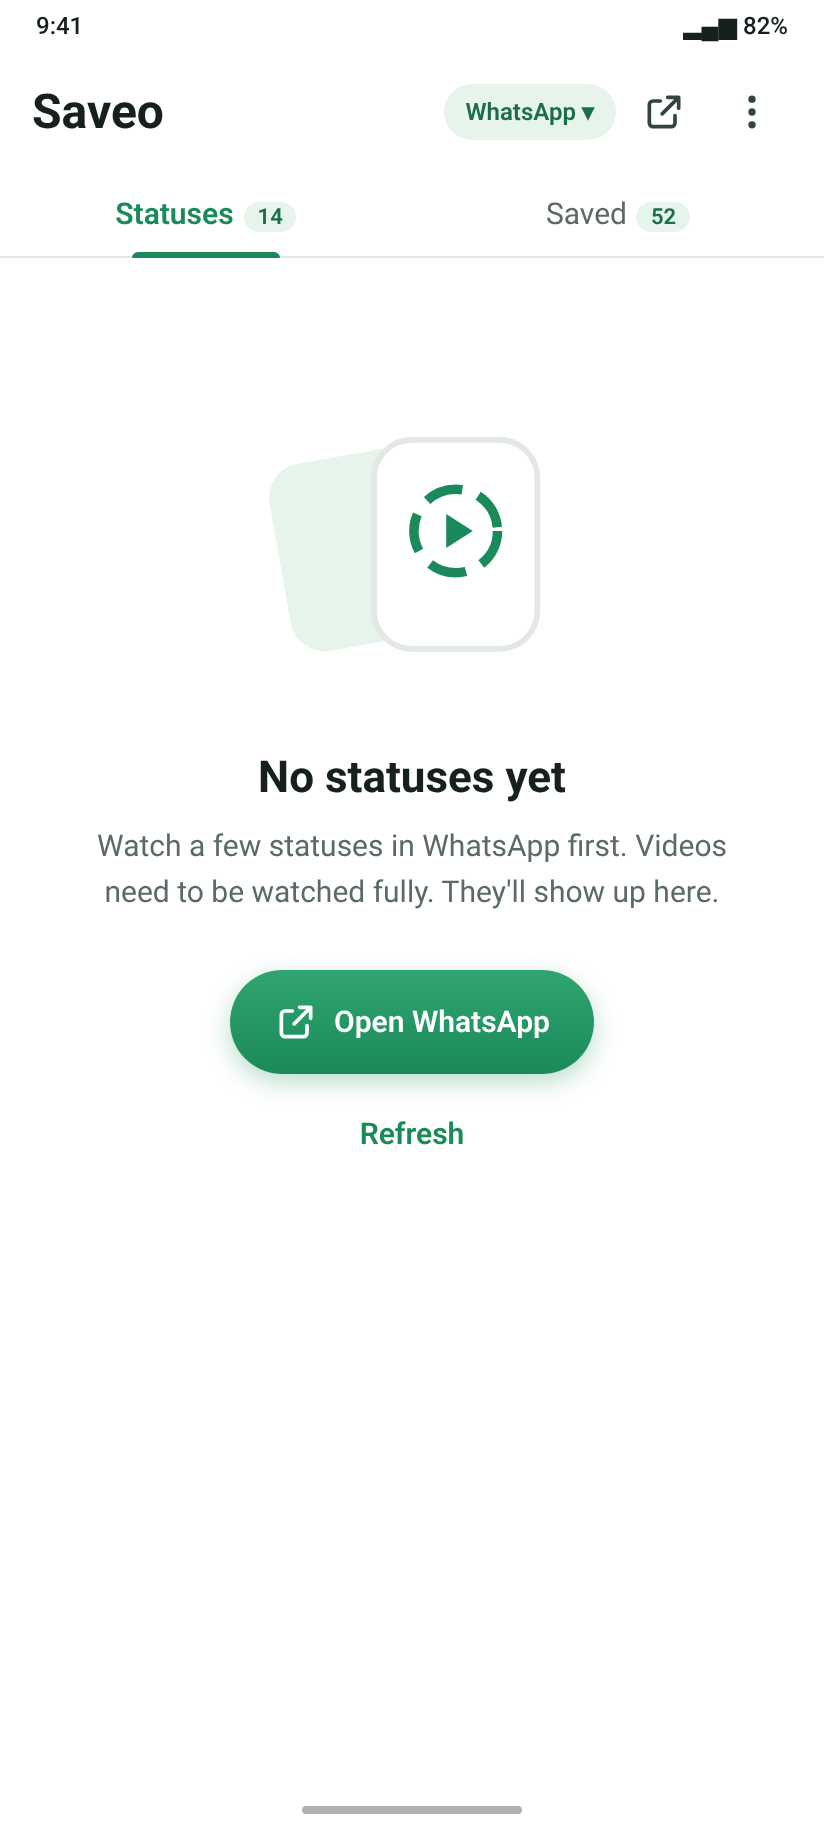 9:41
82%
Saveo
WhatsApp ▾
Statuses 14
Saved 52
No statuses yet
Watch a few statuses in WhatsApp first. Videos
need to be watched fully. They'll show up here.
Open WhatsApp
Refresh